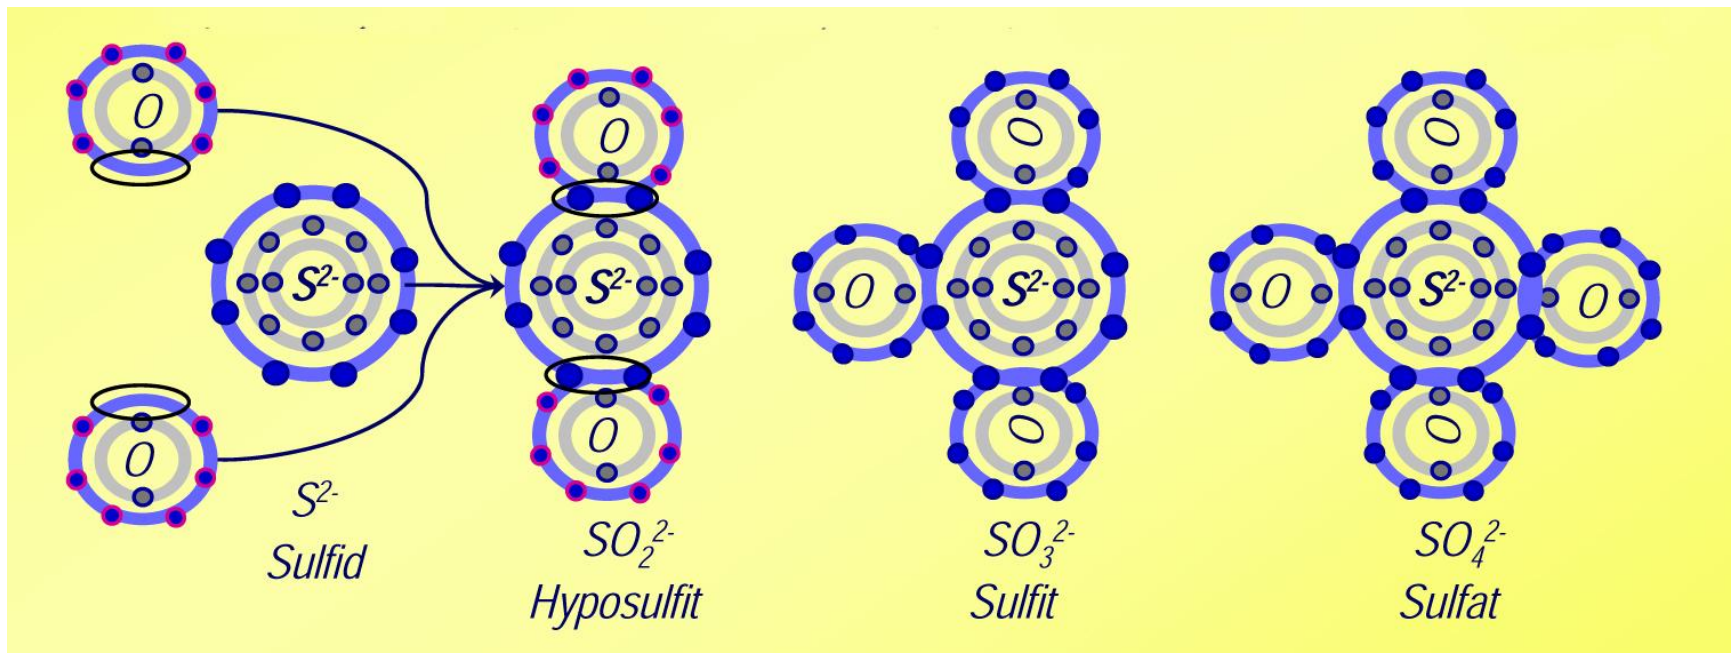 O
O
S²⁻
S²⁻
Sulfid
O
S²⁻
O
SO₂²⁻
Hyposulfit
O
O
S²⁻
O
SO₃²⁻
Sulfit
O
O
S²⁻
O
O
SO₄²⁻
Sulfat